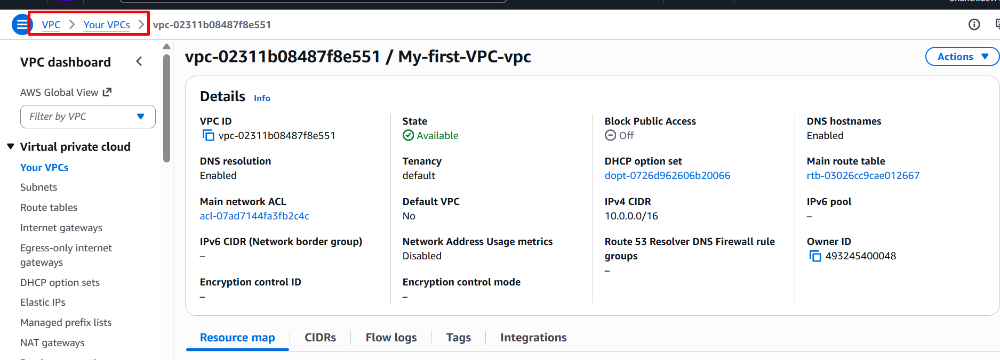 VPC > Your VPCs > vpc-02311b08487f8e551
VPC dashboard
AWS Global View
Filter by VPC
Virtual private cloud
Your VPCs
Subnets
Route tables
Internet gateways
Egress-only internet
gateways
DHCP option sets
Elastic IPs
Managed prefix lists
NAT gateways
vpc-02311b08487f8e551 / My-first-VPC-vpc
Actions
Details Info
VPC ID
vpc-02311b08487f8e551
State
Available
Block Public Access
Off
DNS hostnames
Enabled
DNS resolution
Enabled
Tenancy
default
DHCP option set
dopt-0726d962606b20066
Main route table
rtb-03026cc9cae012667
Main network ACL
acl-07ad7144fa3fb2c4c
Default VPC
No
IPv4 CIDR
10.0.0.0/16
IPv6 pool
–
IPv6 CIDR (Network border group)
–
Network Address Usage metrics
Disabled
Route 53 Resolver DNS Firewall rule
groups
–
Owner ID
493245400048
Encryption control ID
–
Encryption control mode
–
Resource map
CIDRs
Flow logs
Tags
Integrations